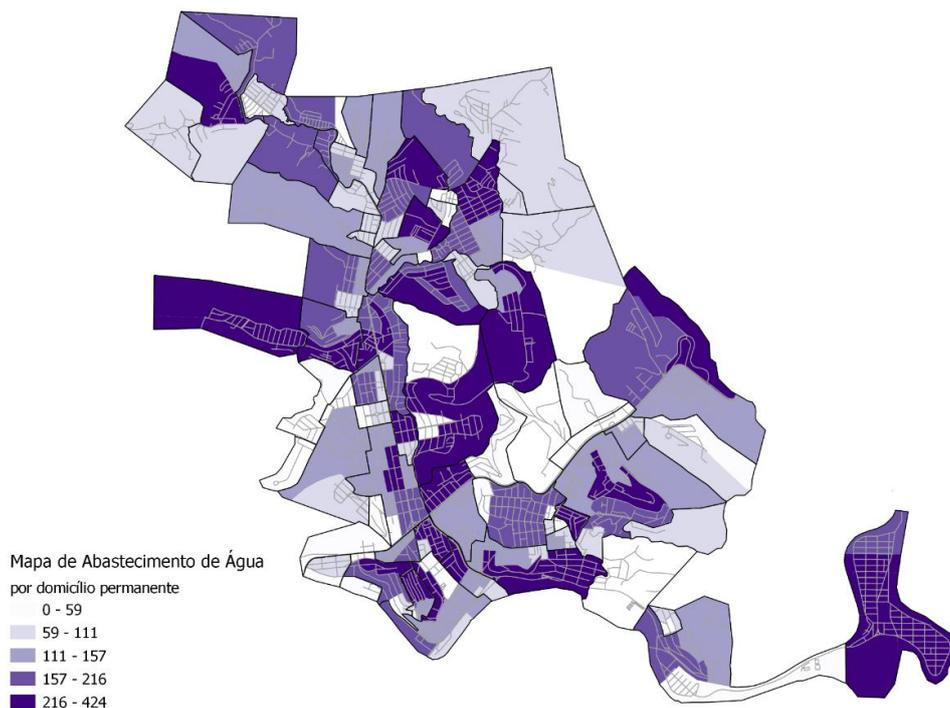 Mapa de Abastecimento de Água
por domicílio permanente
0 - 59
59 - 111
111 - 157
157 - 216
216 - 424